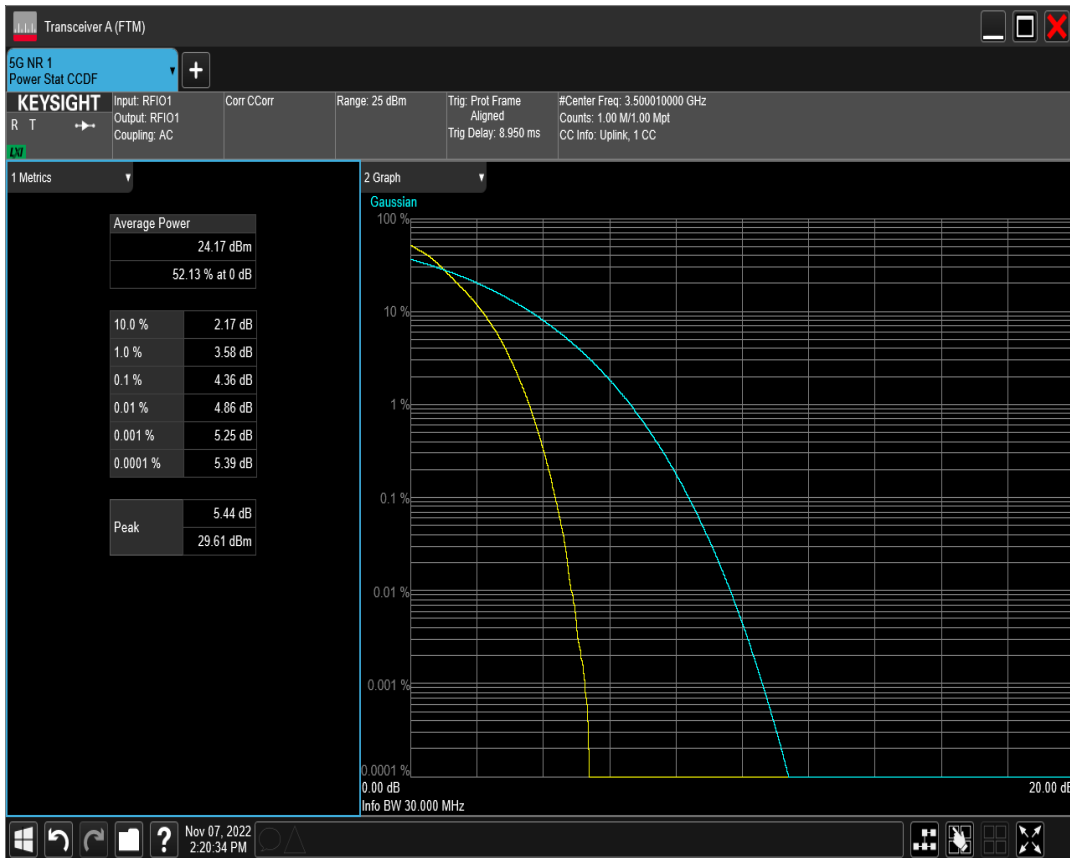 Transceiver A (FTM)
5G NR 1
Power Stat CCDF
+
KEYSIGHT
R T
LXI
Input: RFIO1
Output: RFIO1
Coupling: AC
Corr CCorr
Range: 25 dBm
Trig: Prot Frame
Aligned
Trig Delay: 8.950 ms
#Center Freq: 3.500010000 GHz
Counts: 1.00 M/1.00 Mpt
CC Info: Uplink, 1 CC
1 Metrics
Average Power
24.17 dBm
52.13 % at 0 dB
10.0 % 2.17 dB
1.0 % 3.58 dB
0.1 % 4.36 dB
0.01 % 4.86 dB
0.001 % 5.25 dB
0.0001 % 5.39 dB
Peak
5.44 dB
29.61 dBm
2 Graph
Gaussian
100 %
10 %
1 %
0.1 %
0.01 %
0.001 %
0.0001 %
0.00 dB 20.00 dB
Info BW 30.000 MHz
?
Nov 07, 2022
2:20:34 PM